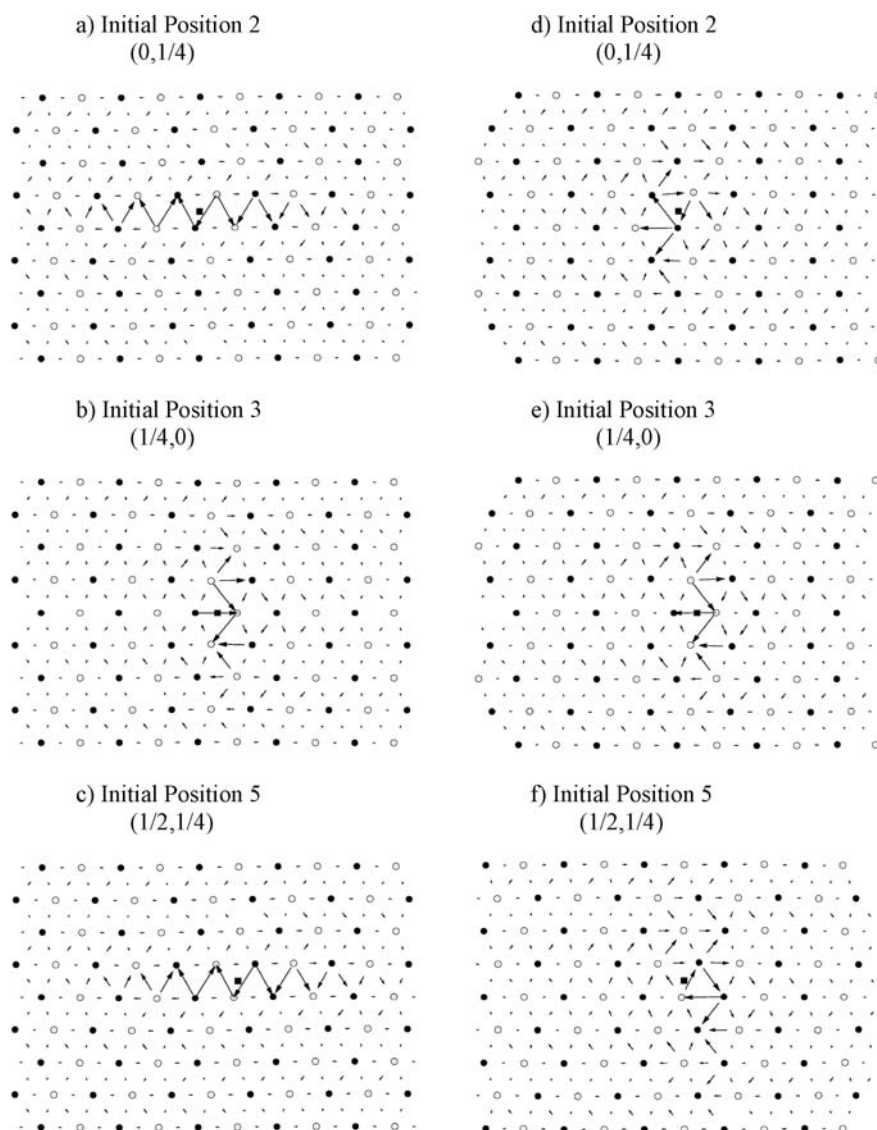 a) Initial Position 2
(0,1/4)
d) Initial Position 2
(0,1/4)
b) Initial Position 3
(1/4,0)
e) Initial Position 3
(1/4,0)
c) Initial Position 5
(1/2,1/4)
f) Initial Position 5
(1/2,1/4)